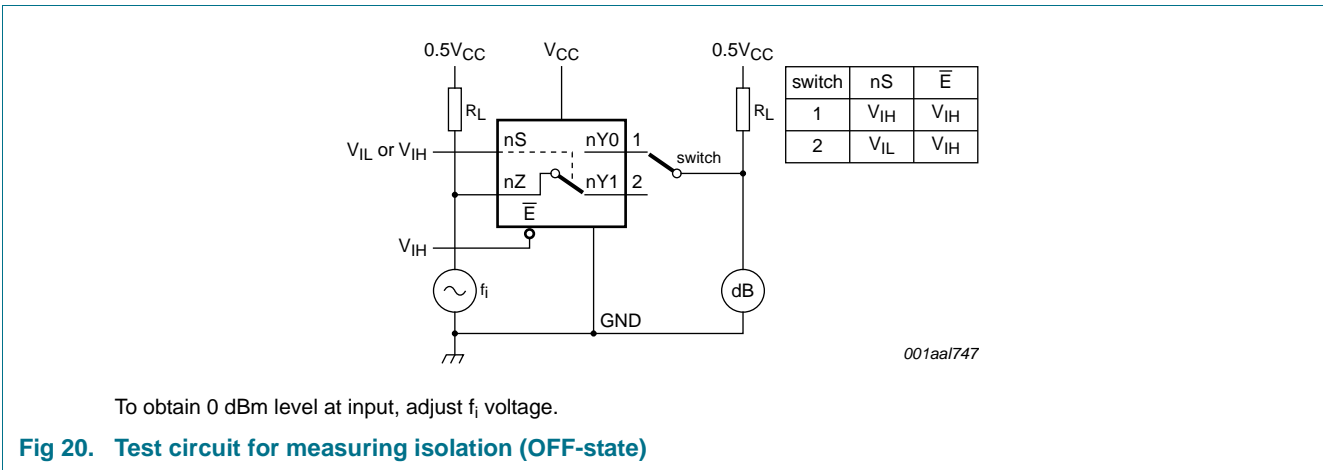 0.5VCC VCC 0.5VCC
switch nS E̅
1 VIH VIH
2 VIL VIH
RL RL
VIL or VIH nS nY0 1 switch
nZ nY1 2
E̅
VIH
fi dB
GND
001aal747
To obtain 0 dBm level at input, adjust fi voltage.
Fig 20. Test circuit for measuring isolation (OFF-state)